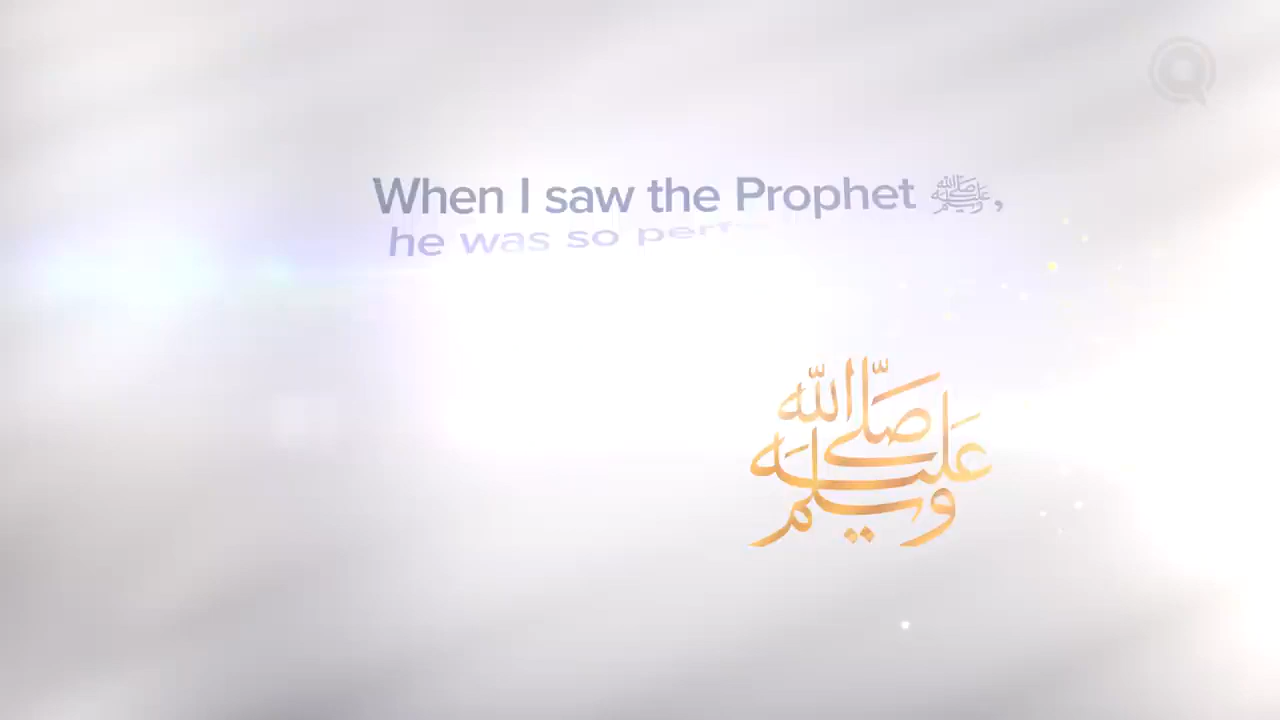 When I saw the Prophet ﷺ,
he was so
صلى الله عليه وسلم